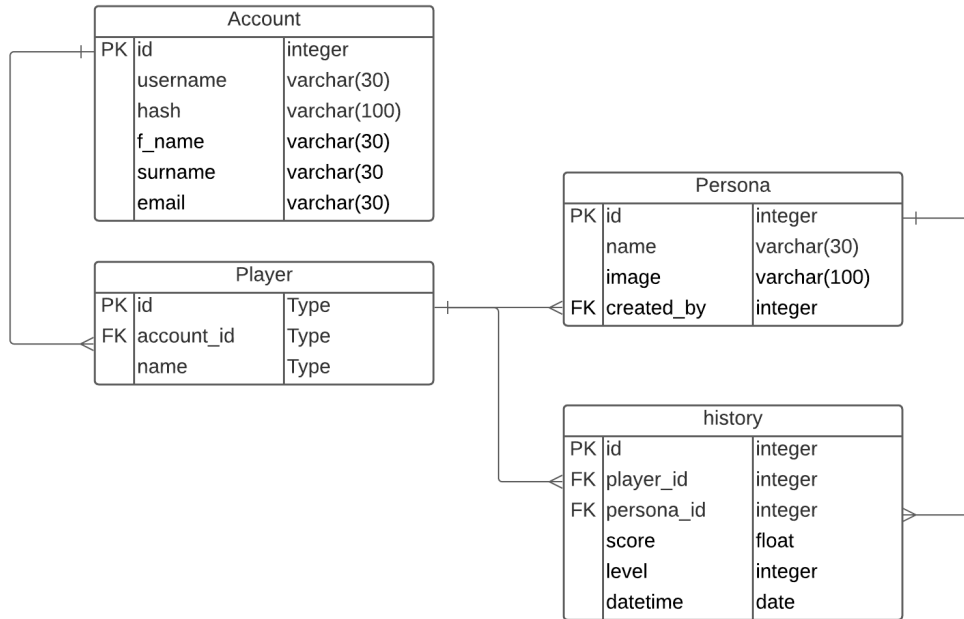 Account
PK id integer
username varchar(30)
hash varchar(100)
f_name varchar(30)
surname varchar(30
email varchar(30)
Player
PK id Type
FK account_id Type
name Type
Persona
PK id integer
name varchar(30)
image varchar(100)
FK created_by integer
history
PK id integer
FK player_id integer
FK persona_id integer
score float
level integer
datetime date